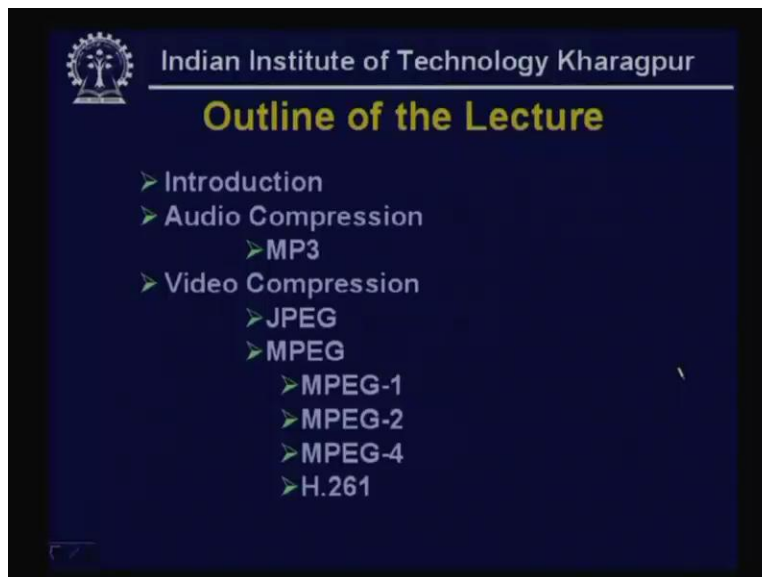 Indian Institute of Technology Kharagpur
Outline of the Lecture
Introduction
Audio Compression
MP3
Video Compression
JPEG
MPEG
MPEG-1
MPEG-2
MPEG-4
H.261